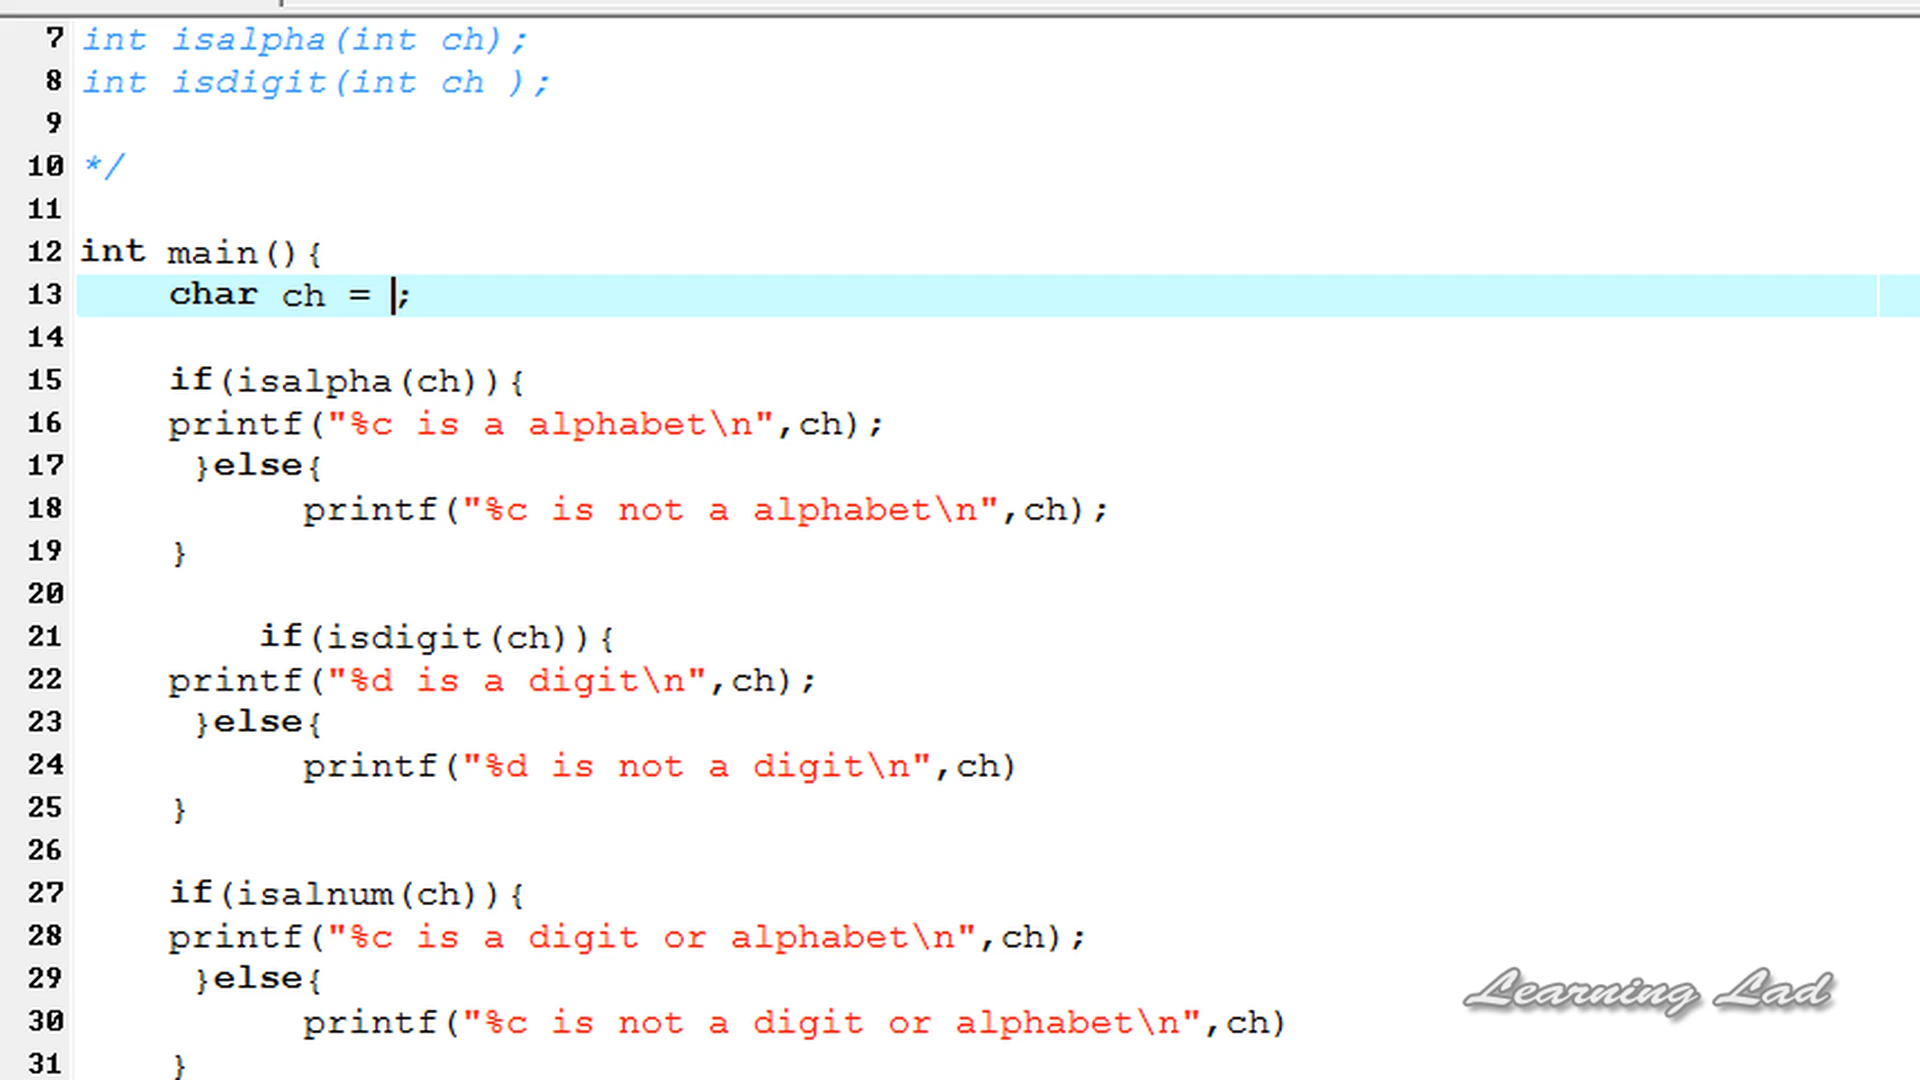 7 int isalpha(int ch);
8 int isdigit(int ch );
9
10 */
11
12 int main(){
13 char ch = ;
14
15 if(isalpha(ch)){
16 printf("%c is a alphabet\n",ch);
17 }else{
18 printf("%c is not a alphabet\n",ch);
19 }
20
21 if(isdigit(ch)){
22 printf("%d is a digit\n",ch);
23 }else{
24 printf("%d is not a digit\n",ch)
25 }
26
27 if(isalnum(ch)){
28 printf("%c is a digit or alphabet\n",ch);
29 }else{
30 printf("%c is not a digit or alphabet\n",ch)
31 }
Learning Lad